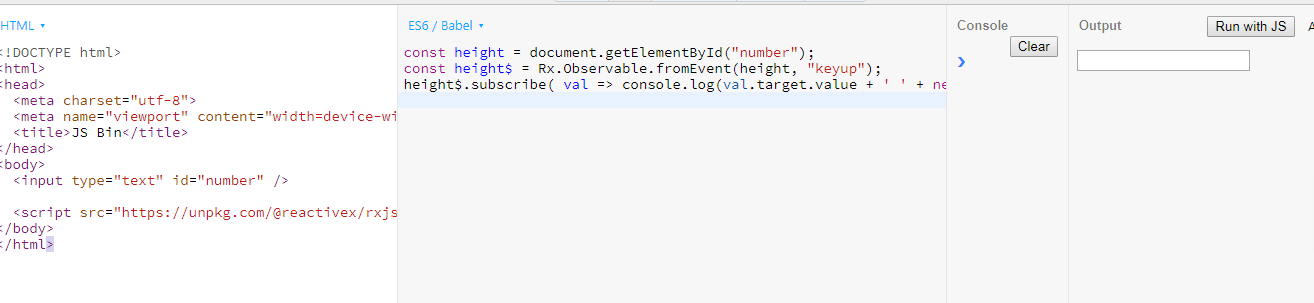 HTML ▾
<!DOCTYPE html>
<html>
<head>
<meta charset="utf-8">
<meta name="viewport" content="width=device-wi
<title>JS Bin</title>
</head>
<body>
<input type="text" id="number" />
<script src="https://unpkg.com/@reactivex/rxjs
</body>
</html>
ES6 / Babel ▾
const height = document.getElementById("number");
const height$ = Rx.Observable.fromEvent(height, "keyup");
height$.subscribe( val => console.log(val.target.value + ' ' + ne
Console
Clear
Output
Run with JS